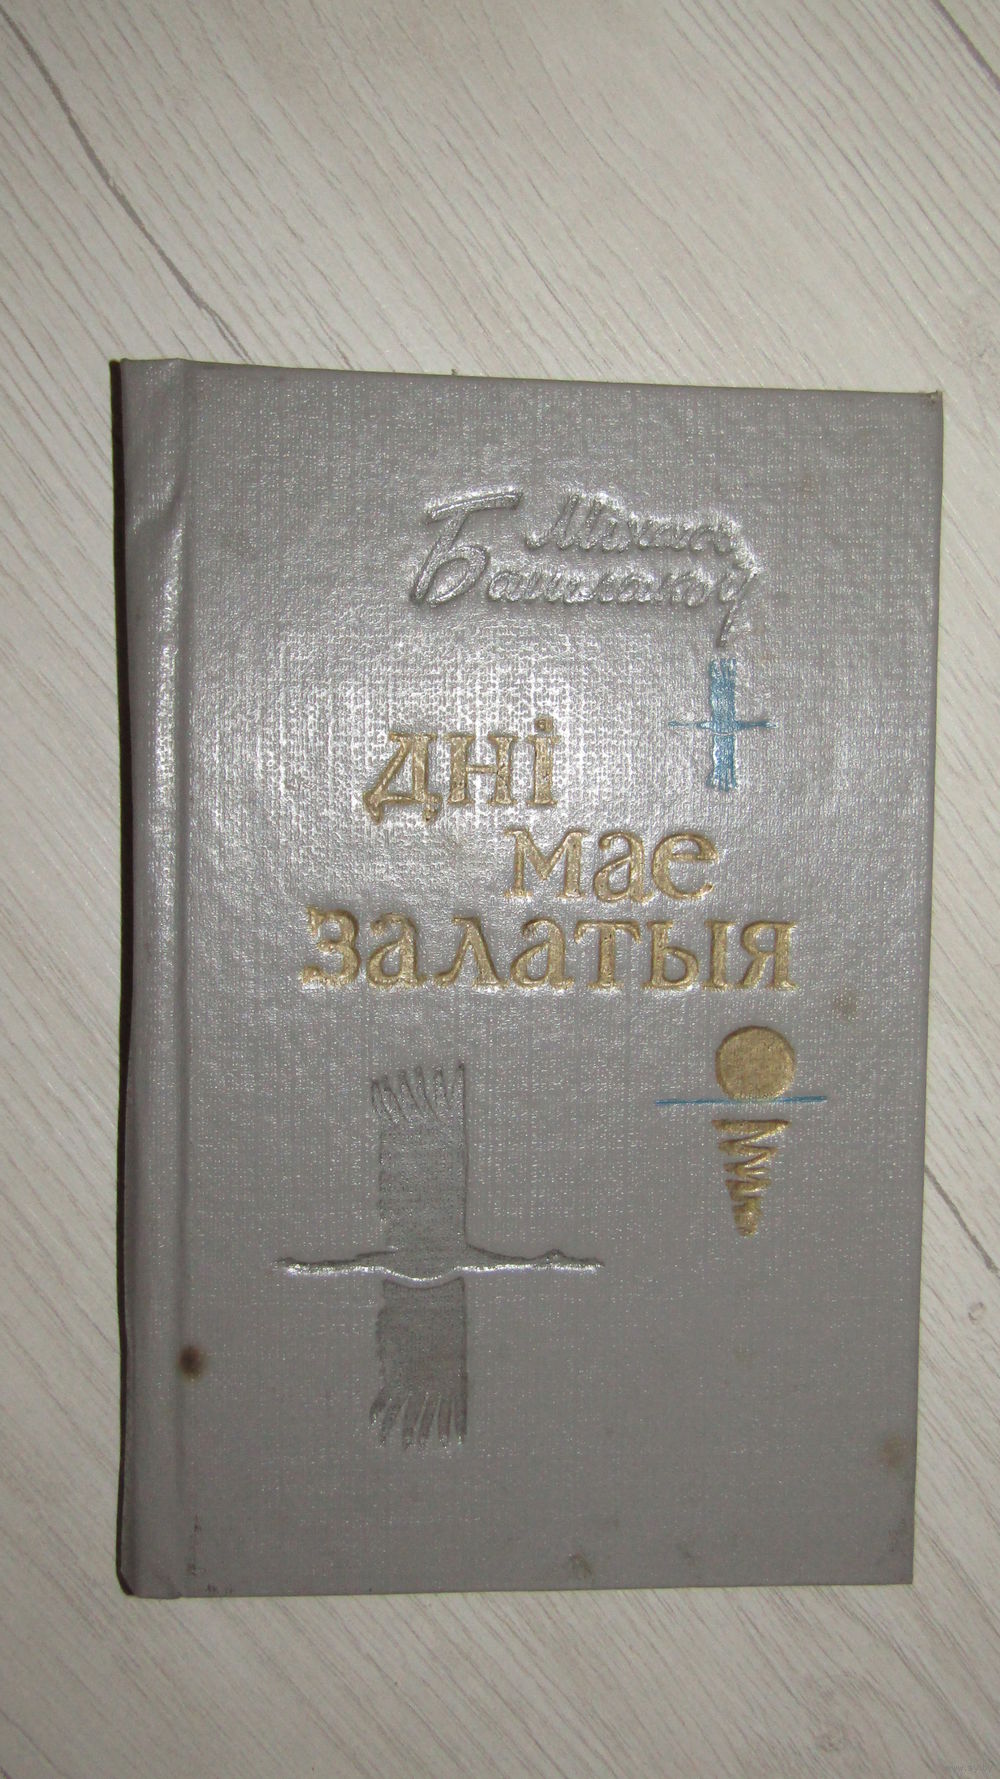 Міхась
Башлакоў
дні
мае
залатыя